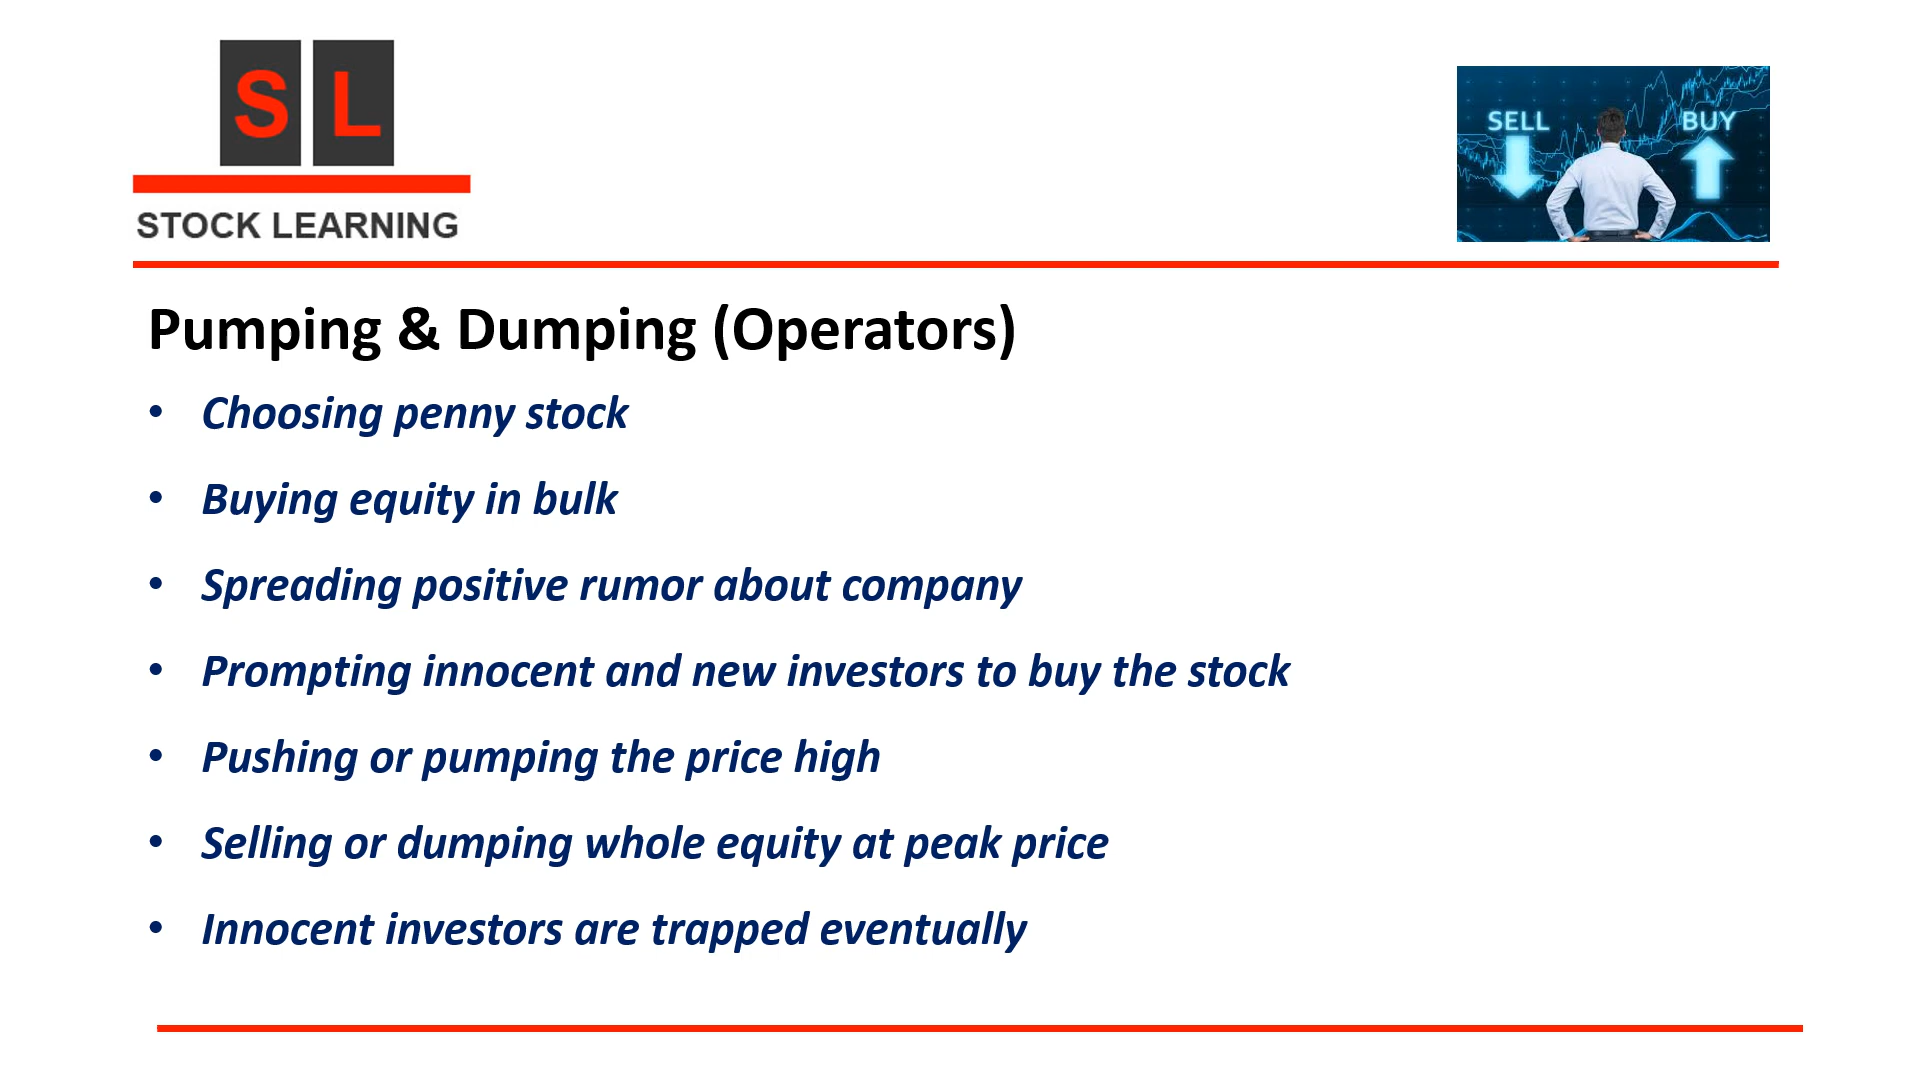 S L
STOCK LEARNING
SELL
BUY
Pumping & Dumping (Operators)
• Choosing penny stock
• Buying equity in bulk
• Spreading positive rumor about company
• Prompting innocent and new investors to buy the stock
• Pushing or pumping the price high
• Selling or dumping whole equity at peak price
• Innocent investors are trapped eventually